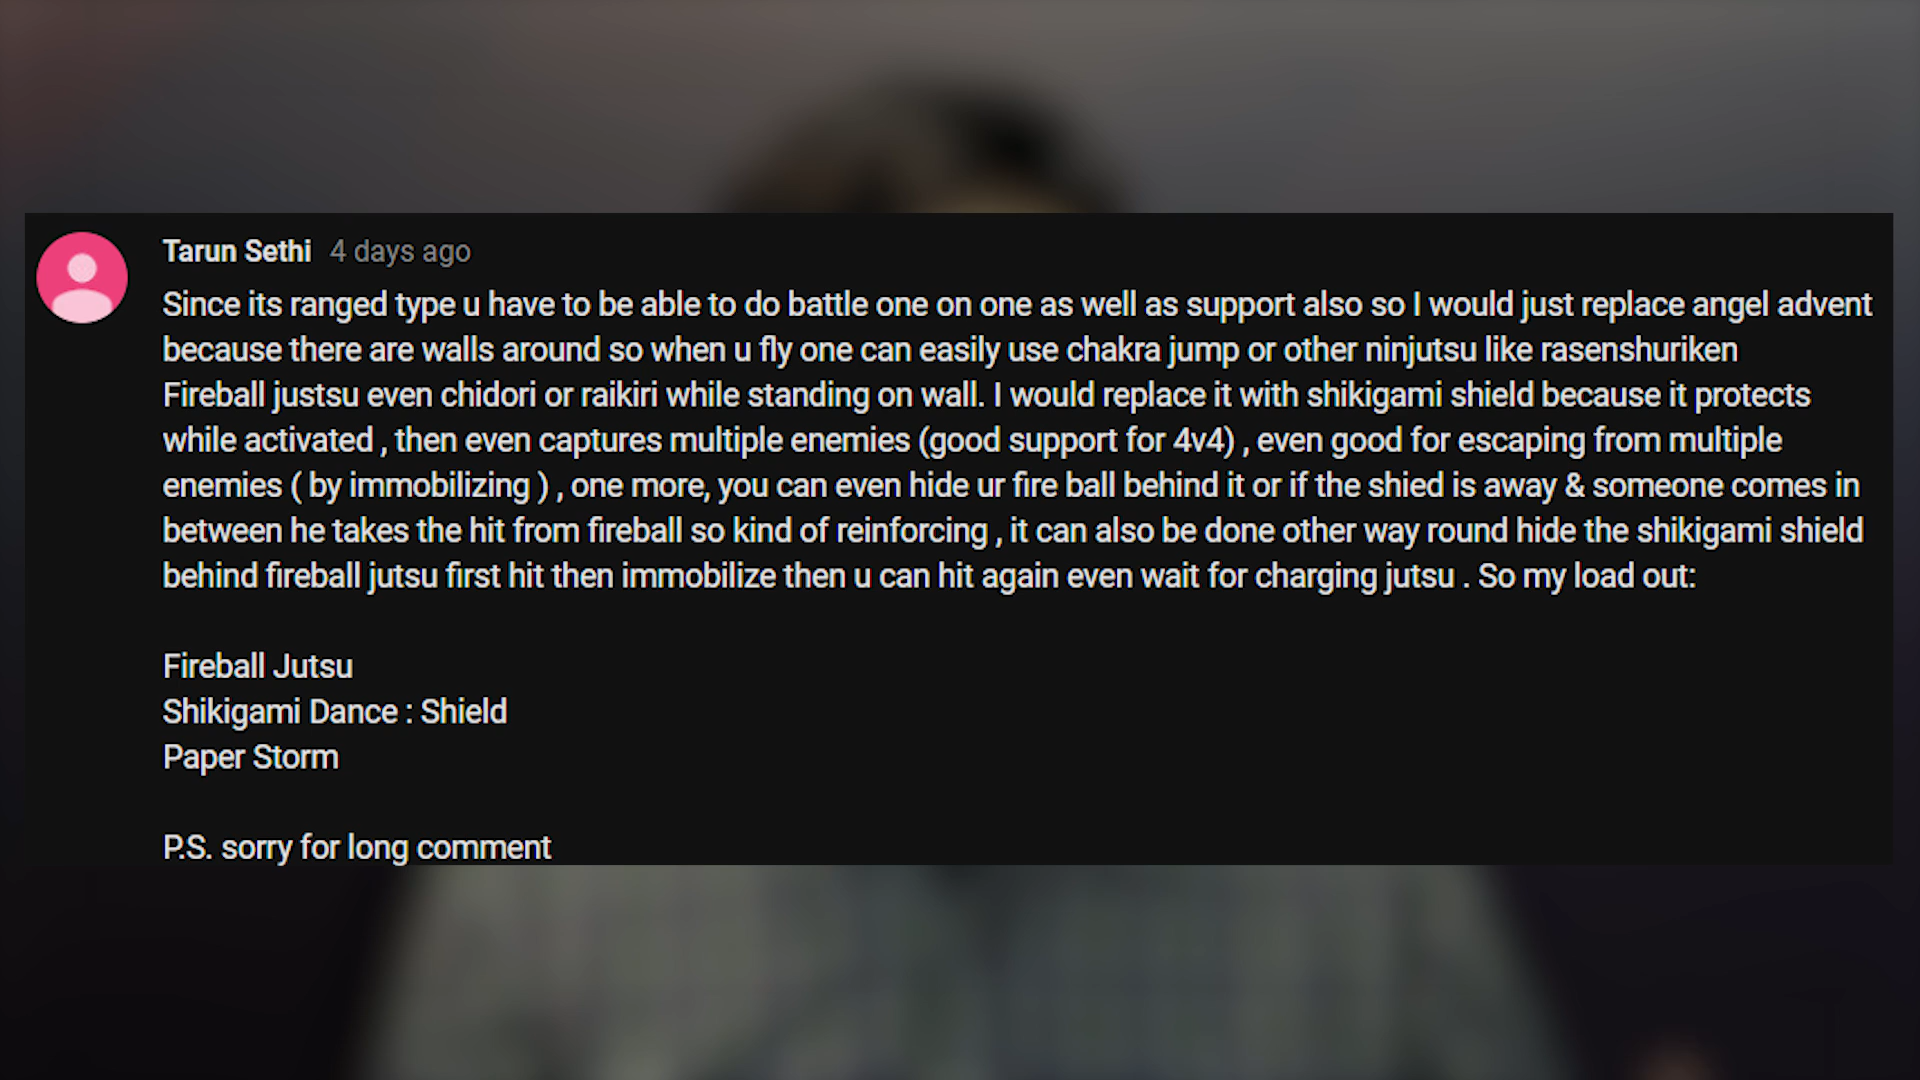 Tarun Sethi 4 days ago
Since its ranged type u have to be able to do battle one on one as well as support also so I would just replace angel advent
because there are walls around so when u fly one can easily use chakra jump or other ninjutsu like rasenshuriken
Fireball justsu even chidori or raikiri while standing on wall. I would replace it with shikigami shield because it protects
while activated , then even captures multiple enemies (good support for 4v4) , even good for escaping from multiple
enemies ( by immobilizing ) , one more, you can even hide ur fire ball behind it or if the shied is away & someone comes in
between he takes the hit from fireball so kind of reinforcing , it can also be done other way round hide the shikigami shield
behind fireball jutsu first hit then immobilize then u can hit again even wait for charging jutsu . So my load out:
Fireball Jutsu
Shikigami Dance : Shield
Paper Storm
P.S. sorry for long comment